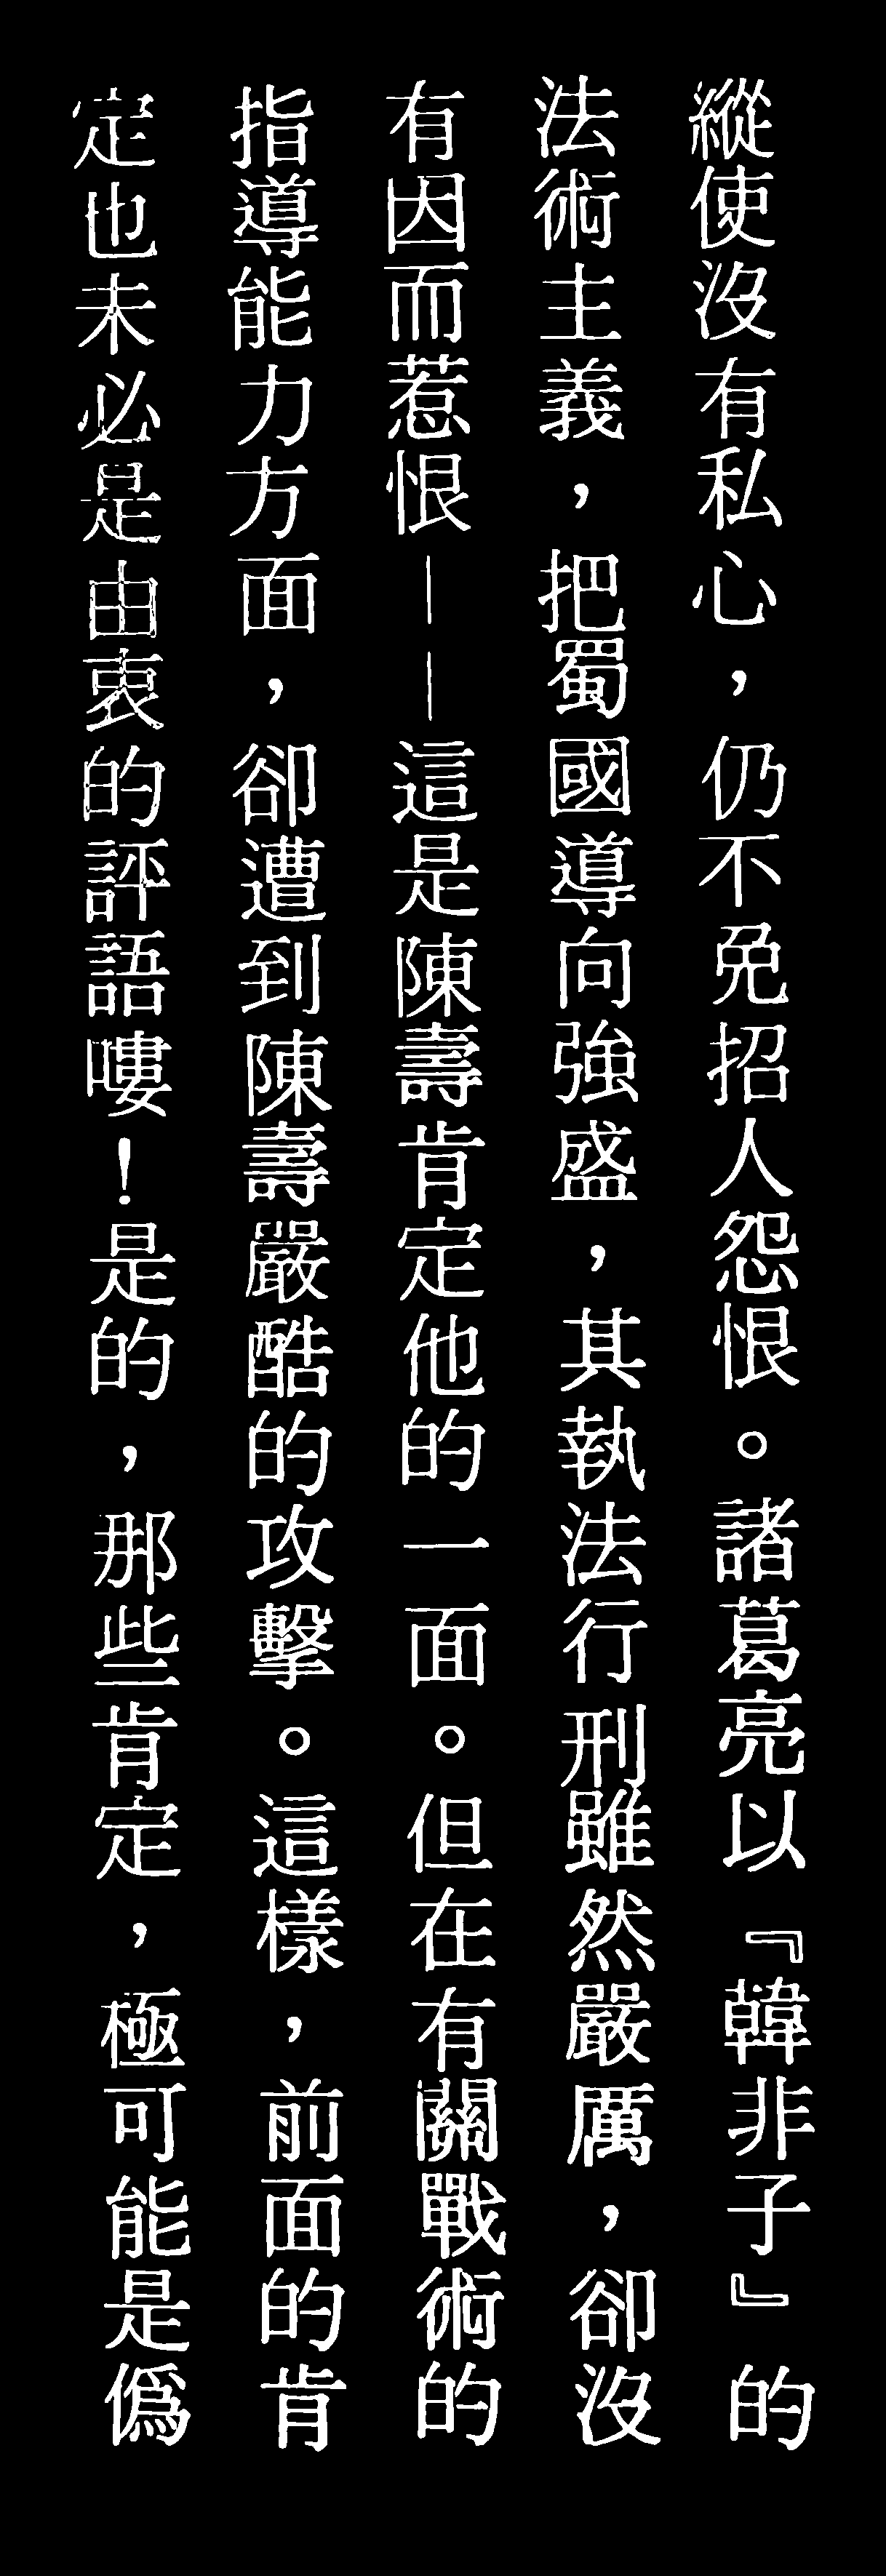 縱使沒有私心，仍不免招人怨恨。諸葛亮以『韓非子』的
法術主義，把蜀國導向強盛，其執法行刑雖然嚴厲，卻沒
有因而惹恨——這是陳壽肯定他的一面。但在有關戰術的
指導能力方面，卻遭到陳壽嚴酷的攻擊。這樣，前面的肯
定也未必是由衷的評語嘍！是的，那些肯定，極可能是僞